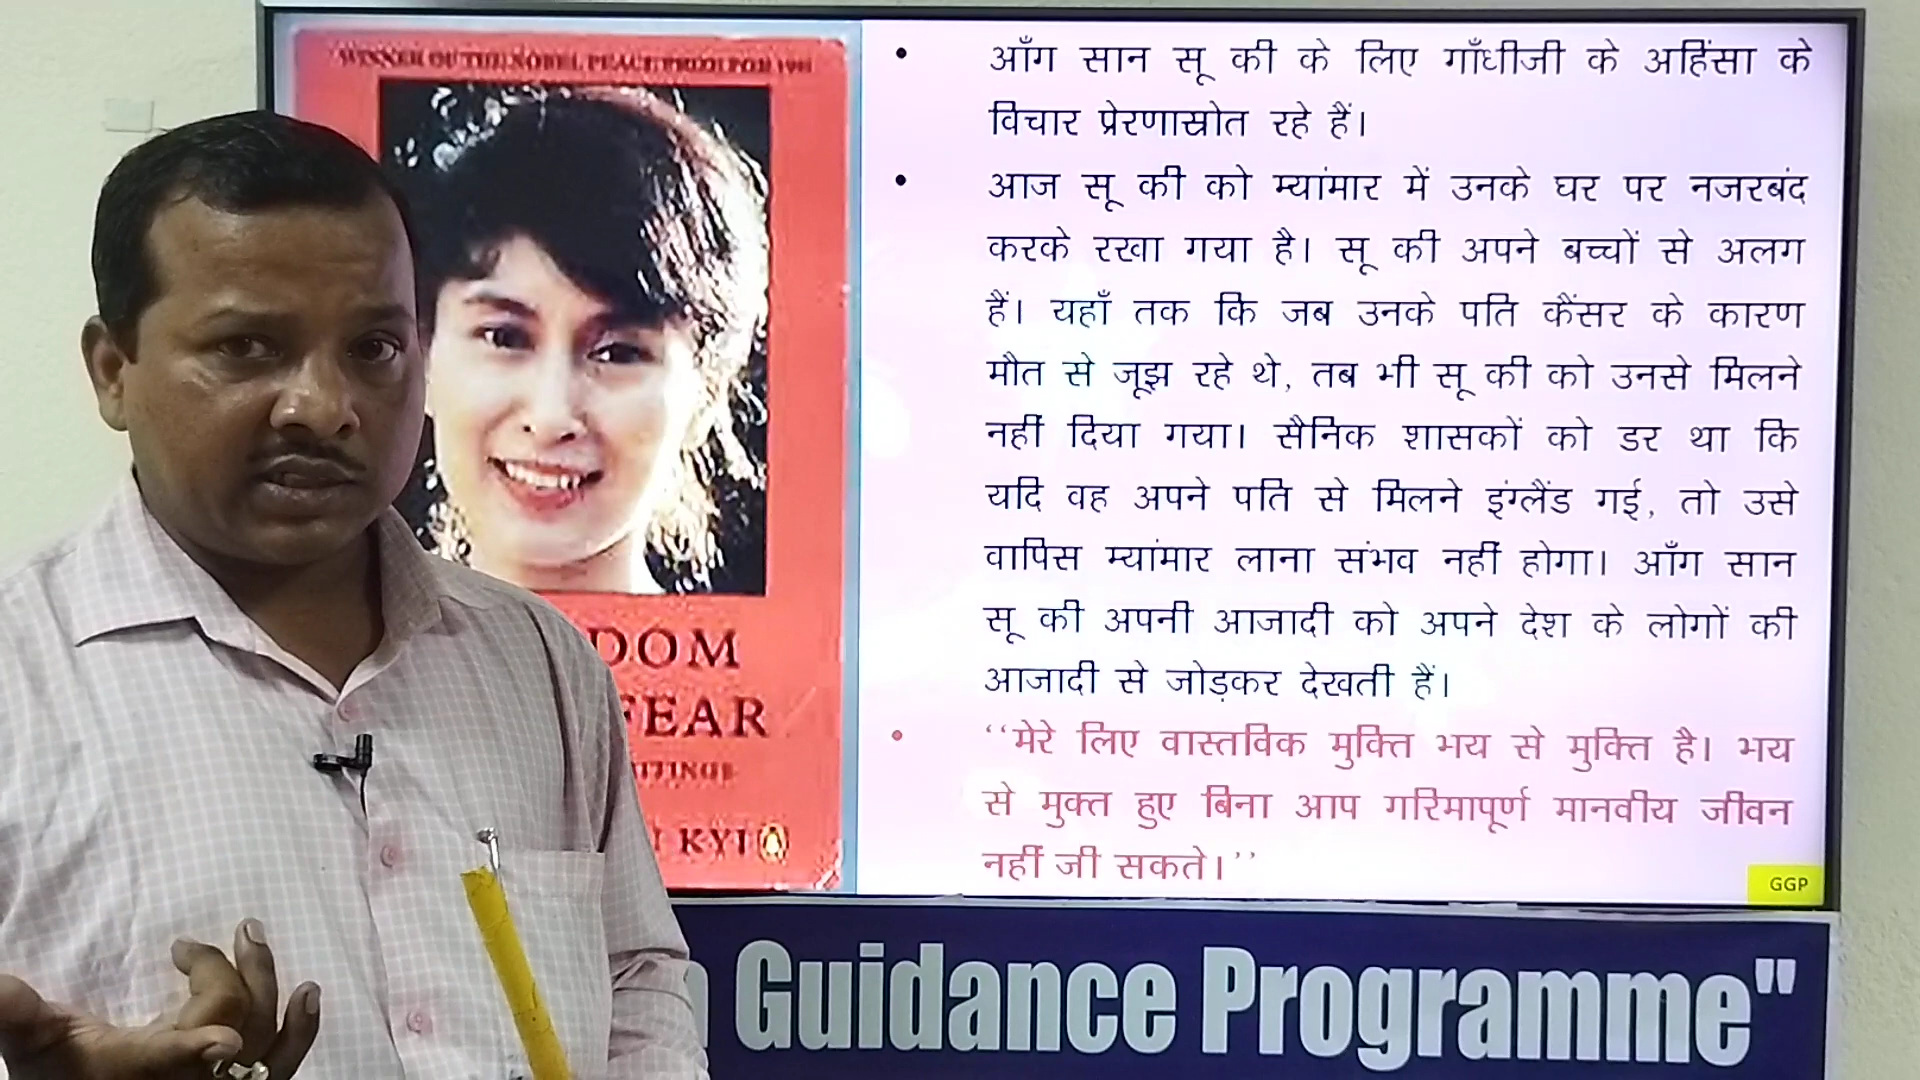 WINNER OF THE NOBEL PEACE PRIZE FOR 1991
DOM
FEAR
ITINGS
KYI
• आँग सान सू की के लिए गाँधीजी के अहिंसा के
विचार प्रेरणास्रोत रहे हैं।
• आज सू की को म्यांमार में उनके घर पर नजरबंद
करके रखा गया है। सू की अपने बच्चों से अलग
हैं। यहाँ तक कि जब उनके पति कैंसर के कारण
मौत से जूझ रहे थे, तब भी सू की को उनसे मिलने
नहीं दिया गया। सैनिक शासकों को डर था कि
यदि वह अपने पति से मिलने इंग्लैंड गई, तो उसे
वापिस म्यांमार लाना संभव नहीं होगा। आँग सान
सू की अपनी आजादी को अपने देश के लोगों की
आजादी से जोड़कर देखती हैं।
• ‘‘मेरे लिए वास्तविक मुक्ति भय से मुक्ति है। भय
से मुक्त हुए बिना आप गरिमापूर्ण मानवीय जीवन
नहीं जी सकते।’’
GGP
Guidance Programme"